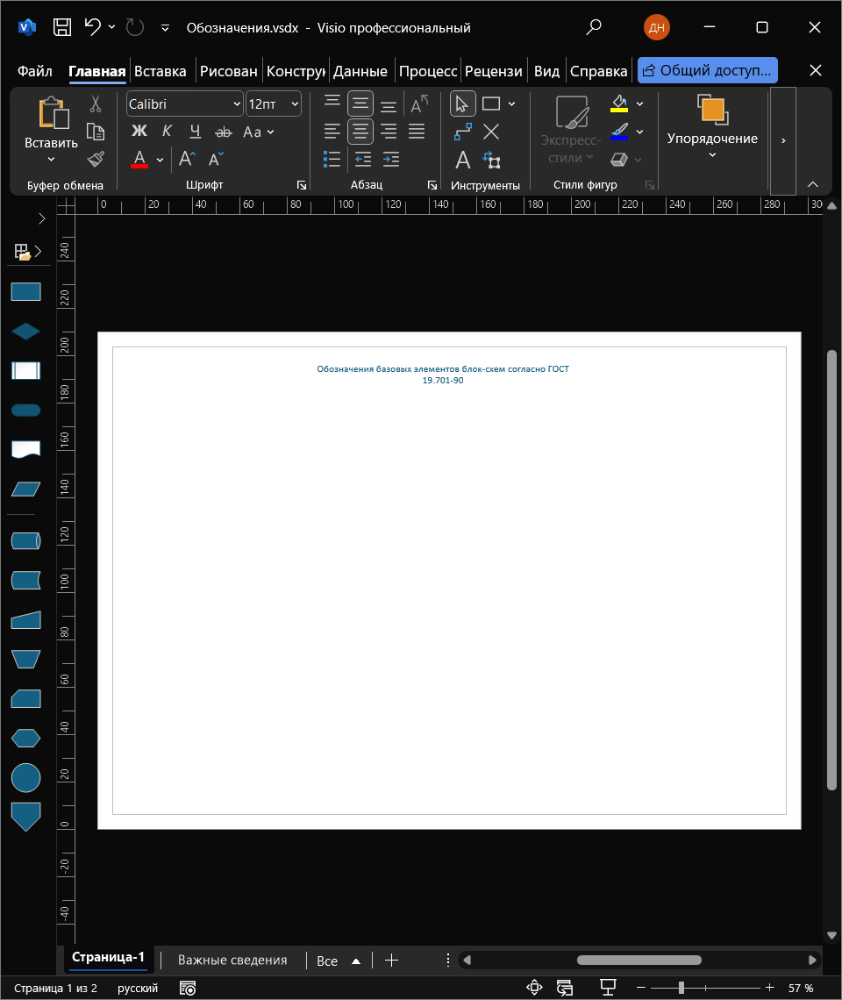 Обозначения.vsdx - Visio профессиональный
ДН
Файл Главная Вставка Рисован Констру Данные Процесс Рецензи Вид Справка Общий доступ...
Вставить
Буфер обмена
Calibri 12пт
Ж К Ч ab Aa
А А А
Шрифт
Абзац
А
Инструменты
Экспресс-
стили
Стили фигур
Упорядочение
0 20 40 60 80 100 120 140 160 180 200 220 240 260 280 300
240
220
200
180
160
140
120
100
80
60
40
20
0
-20
-40
Обозначения базовых элементов блок-схем согласно ГОСТ
19.701-90
Страница-1 Важные сведения Все
Страница 1 из 2 русский 57 %